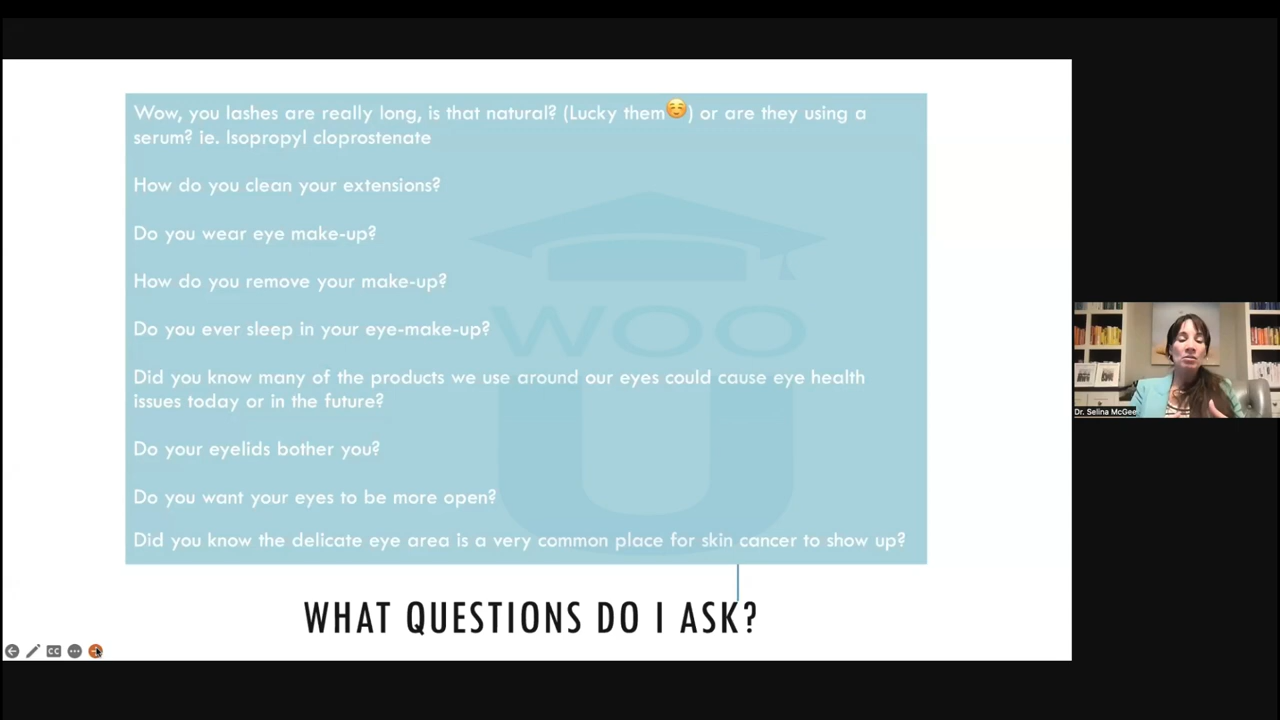 Wow, you lashes are really long, is that natural? (Lucky them☺️) or are they using a
serum? ie. Isopropyl cloprostenate
How do you clean your extensions?
Do you wear eye make-up?
How do you remove your make-up?
Do you ever sleep in your eye-make-up?
Did you know many of the products we use around our eyes could cause eye health
issues today or in the future?
Do your eyelids bother you?
Do you want your eyes to be more open?
Did you know the delicate eye area is a very common place for skin cancer to show up?
WOO
U
WHAT QUESTIONS DO I ASK?
CC
Dr. Selina McGee